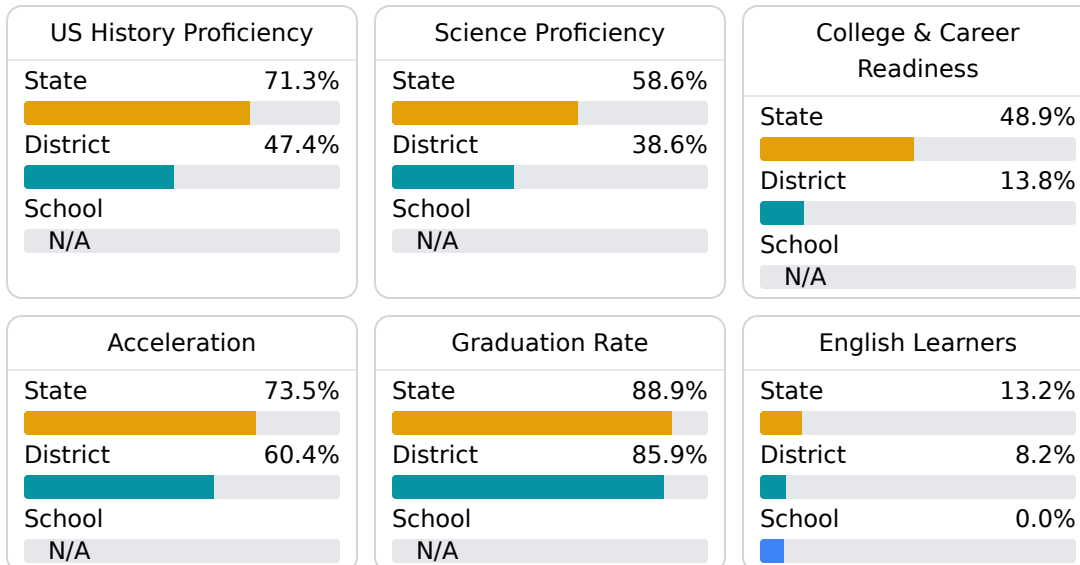 US History Proficiency
State 71.3%
District 47.4%
School
N/A
Science Proficiency
State 58.6%
District 38.6%
School
N/A
College & Career
Readiness
State 48.9%
District 13.8%
School
N/A
Acceleration
State 73.5%
District 60.4%
School
N/A
Graduation Rate
State 88.9%
District 85.9%
School
N/A
English Learners
State 13.2%
District 8.2%
School 0.0%